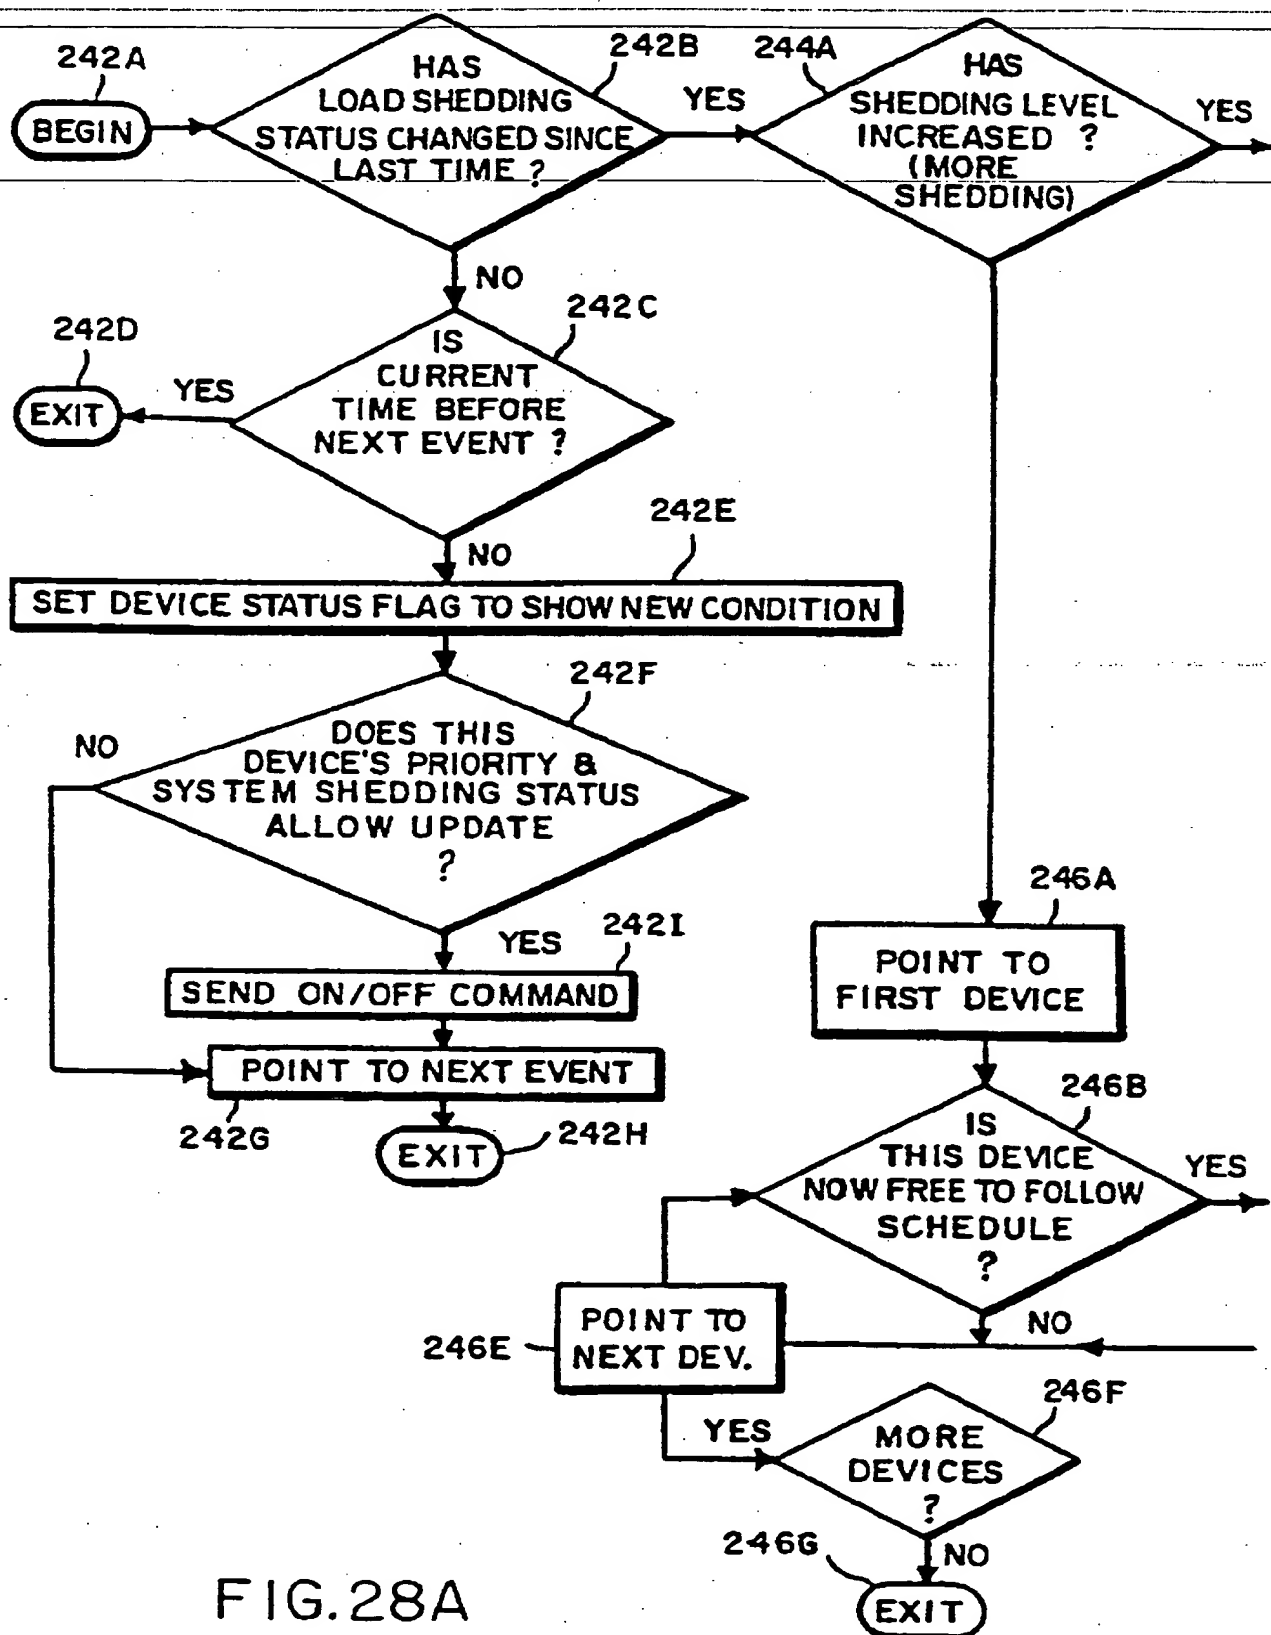 242A
BEGIN
HAS
LOAD SHEDDING
STATUS CHANGED SINCE
LAST TIME ?
242B
YES
244A
HAS
SHEDDING LEVEL
INCREASED ?
(MORE
SHEDDING)
YES
NO
242C
IS
CURRENT
TIME BEFORE
NEXT EVENT ?
242D
YES
EXIT
NO
242E
SET DEVICE STATUS FLAG TO SHOW NEW CONDITION
242F
DOES THIS
DEVICE'S PRIORITY &
SYSTEM SHEDDING STATUS
ALLOW UPDATE
?
NO
YES
242I
SEND ON/OFF COMMAND
POINT TO NEXT EVENT
242G
EXIT
242H
246A
POINT TO
FIRST DEVICE
246B
IS
THIS DEVICE
NOW FREE TO FOLLOW
SCHEDULE
?
YES
NO
246E
POINT TO
NEXT DEV.
YES
246F
MORE
DEVICES
?
NO
246G
EXIT
FIG.28A